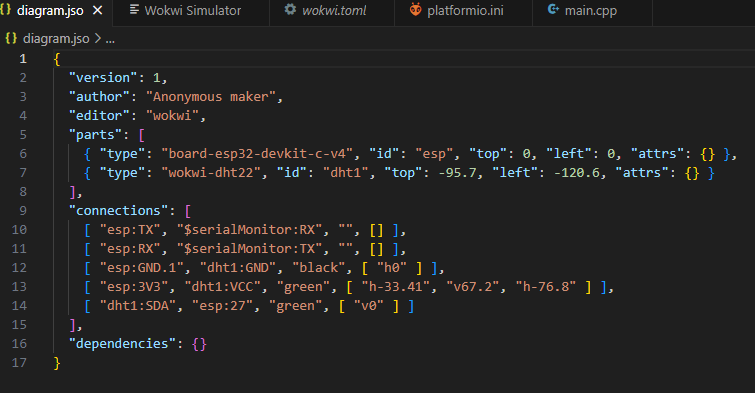 diagram.jso
Wokwi Simulator
wokwi.toml
platformio.ini
main.cpp
diagram.jso > ...
1 {
2 "version": 1,
3 "author": "Anonymous maker",
4 "editor": "wokwi",
5 "parts": [
6 { "type": "board-esp32-devkit-c-v4", "id": "esp", "top": 0, "left": 0, "attrs": {} },
7 { "type": "wokwi-dht22", "id": "dht1", "top": -95.7, "left": -120.6, "attrs": {} }
8 ],
9 "connections": [
10 [ "esp:TX", "$serialMonitor:RX", "", [] ],
11 [ "esp:RX", "$serialMonitor:TX", "", [] ],
12 [ "esp:GND.1", "dht1:GND", "black", [ "h0" ] ],
13 [ "esp:3V3", "dht1:VCC", "green", [ "h-33.41", "v67.2", "h-76.8" ] ],
14 [ "dht1:SDA", "esp:27", "green", [ "v0" ] ]
15 ],
16 "dependencies": {}
17 }